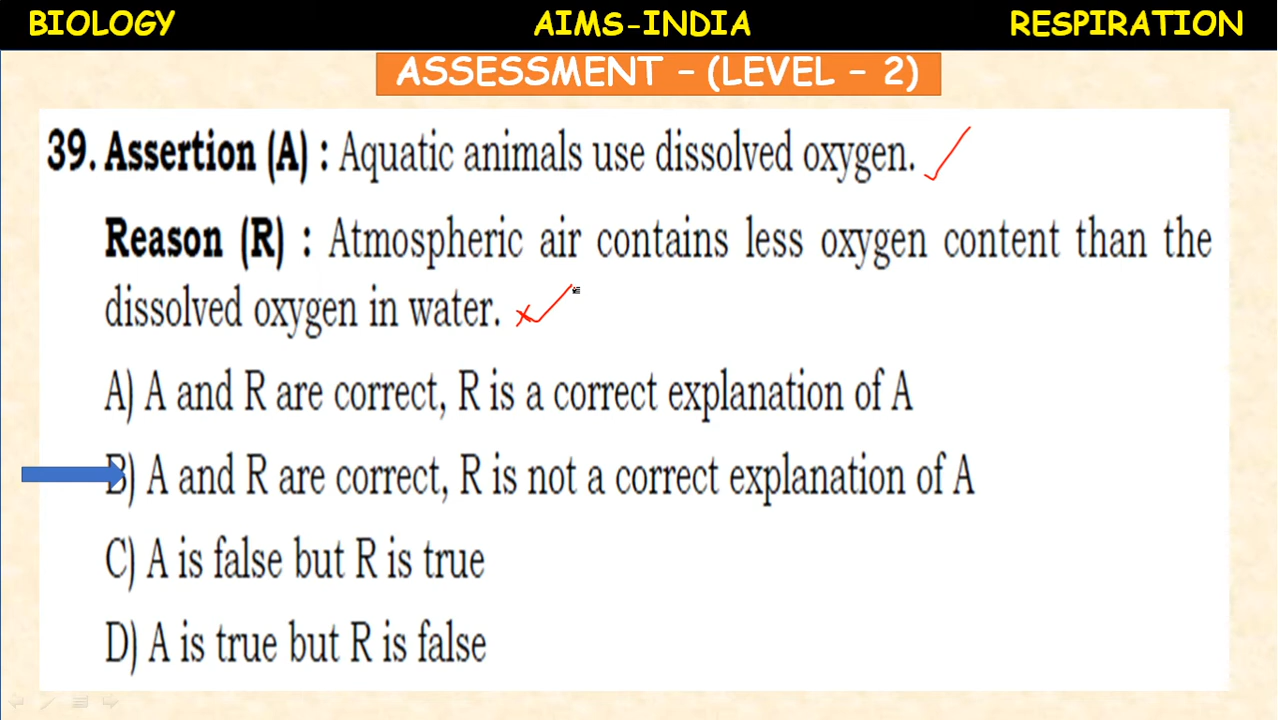 BIOLOGY AIMS-INDIA RESPIRATION
ASSESSMENT – (LEVEL – 2)
39. Assertion (A) : Aquatic animals use dissolved oxygen.
Reason (R) : Atmospheric air contains less oxygen content than the
dissolved oxygen in water.
A) A and R are correct, R is a correct explanation of A
B) A and R are correct, R is not a correct explanation of A
C) A is false but R is true
D) A is true but R is false